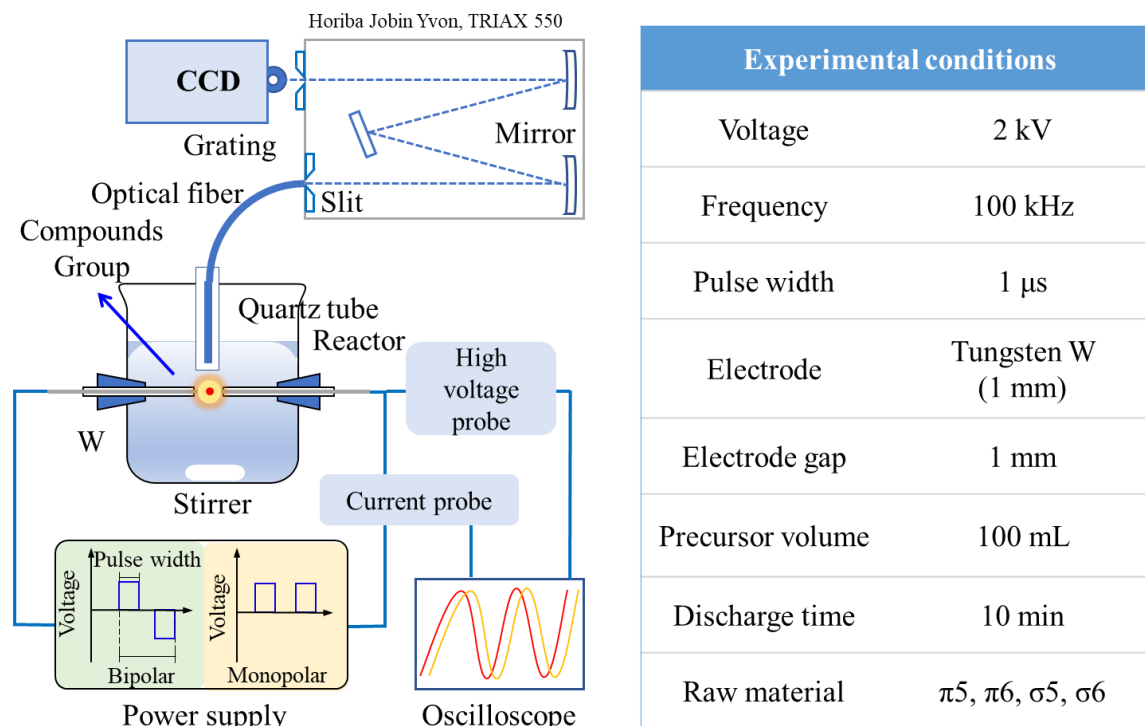 Horiba Jobin Yvon, TRIAX 550
CCD
Grating
Mirror
Optical fiber
Slit
Compounds
Group
Quartz tube
Reactor
High
voltage
probe
W
Stirrer
Current probe
Pulse width
Voltage
Bipolar
Voltage
Monopolar
Power supply
Oscilloscope
Experimental conditions
Voltage 2 kV
Frequency 100 kHz
Pulse width 1 μs
Electrode Tungsten W
(1 mm)
Electrode gap 1 mm
Precursor volume 100 mL
Discharge time 10 min
Raw material π5, π6, σ5, σ6